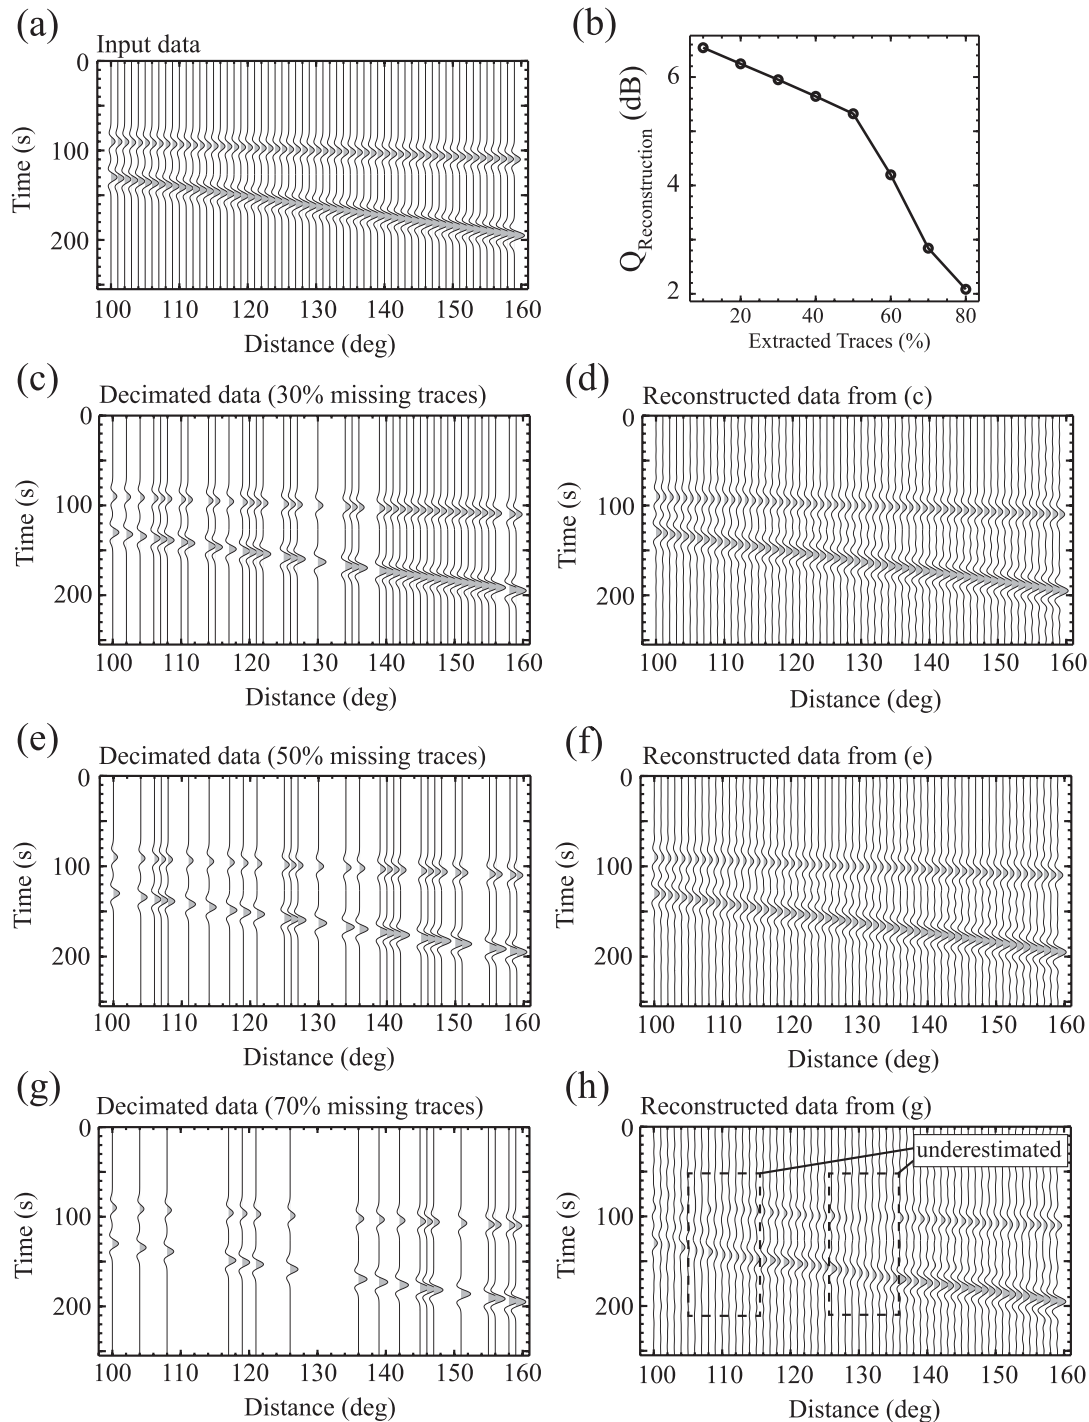 (a)
Input data
0
100
200
Time (s)
100 110 120 130 140 150 160
Distance (deg)
(b)
6
4
2
Q Reconstruction (dB)
20 40 60 80
Extracted Traces (%)
(c)
Decimated data (30% missing traces)
0
100
200
Time (s)
100 110 120 130 140 150 160
Distance (deg)
(d)
Reconstructed data from (c)
0
100
200
Time (s)
100 110 120 130 140 150 160
Distance (deg)
(e)
Decimated data (50% missing traces)
0
100
200
Time (s)
100 110 120 130 140 150 160
Distance (deg)
(f)
Reconstructed data from (e)
0
100
200
Time (s)
100 110 120 130 140 150 160
Distance (deg)
(g)
Decimated data (70% missing traces)
0
100
200
Time (s)
100 110 120 130 140 150 160
Distance (deg)
(h)
Reconstructed data from (g)
underestimated
0
100
200
Time (s)
100 110 120 130 140 150 160
Distance (deg)